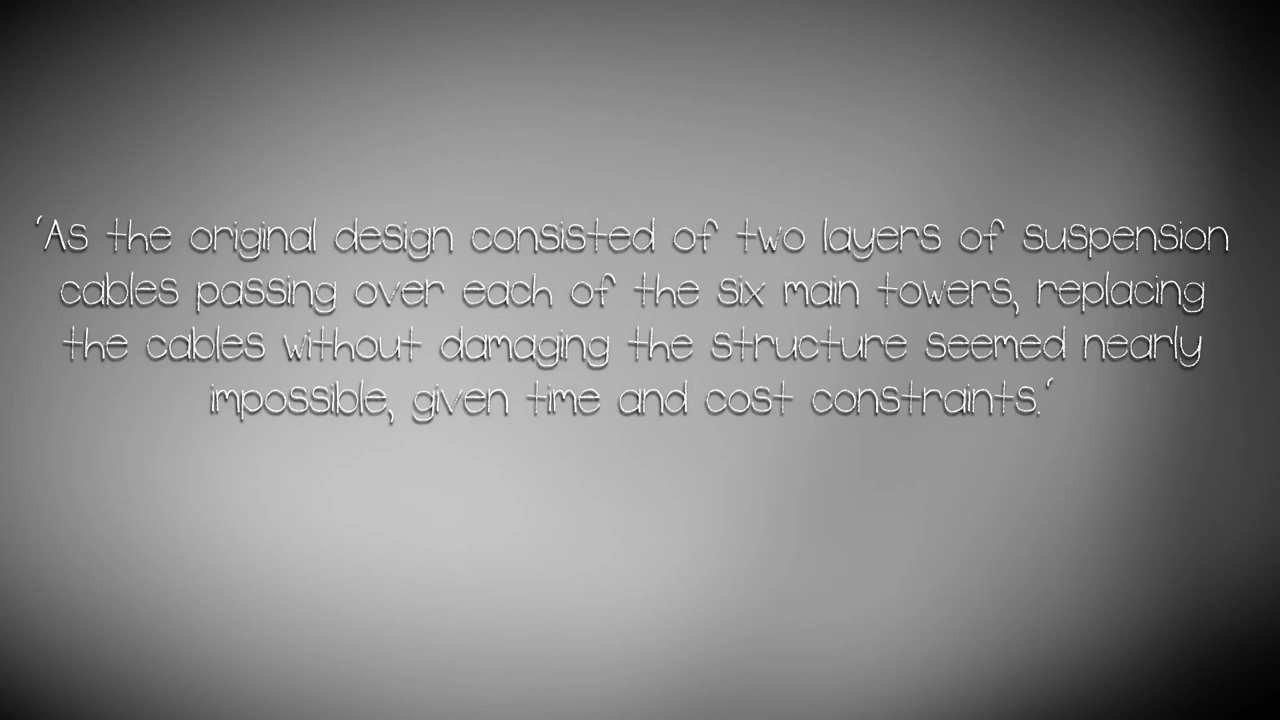 ‘As the original design consisted of two layers of suspension
cables passing over each of the six main towers, replacing
the cables without damaging the structure seemed nearly
impossible, given time and cost constraints.‘